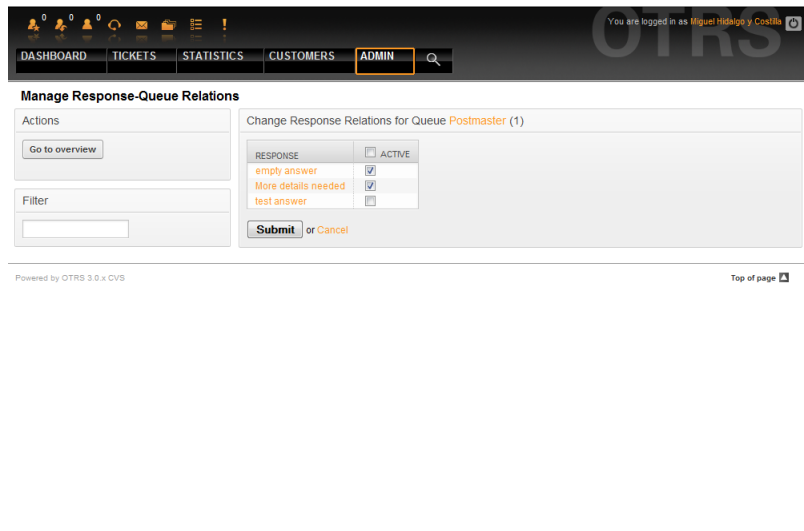 0 0 0
You are logged in as Miguel Hidalgo y Costilla
OTRS
DASHBOARD TICKETS STATISTICS CUSTOMERS ADMIN
Manage Response-Queue Relations
Actions
Go to overview
Filter
Change Response Relations for Queue Postmaster (1)
RESPONSE ACTIVE
empty answer
More details needed
test answer
Submit or Cancel
Powered by OTRS 3.0.x CVS
Top of page